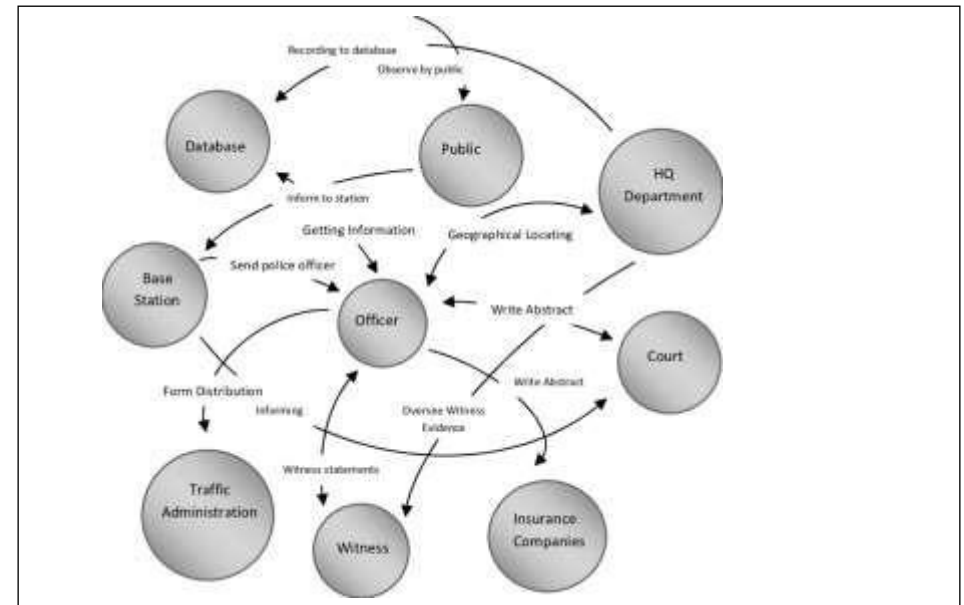 Recording to database
Observe by public
Database
Public
HQ
Department
Inform to station
Getting Information
Geographical Locating
Send police officer
Base
Station
Officer
Write Abstract
Court
Form Distribution
Informing
Write Abstract
Oversize Witness
Evidence
Witness statements
Traffic
Administration
Witness
Insurance
Companies